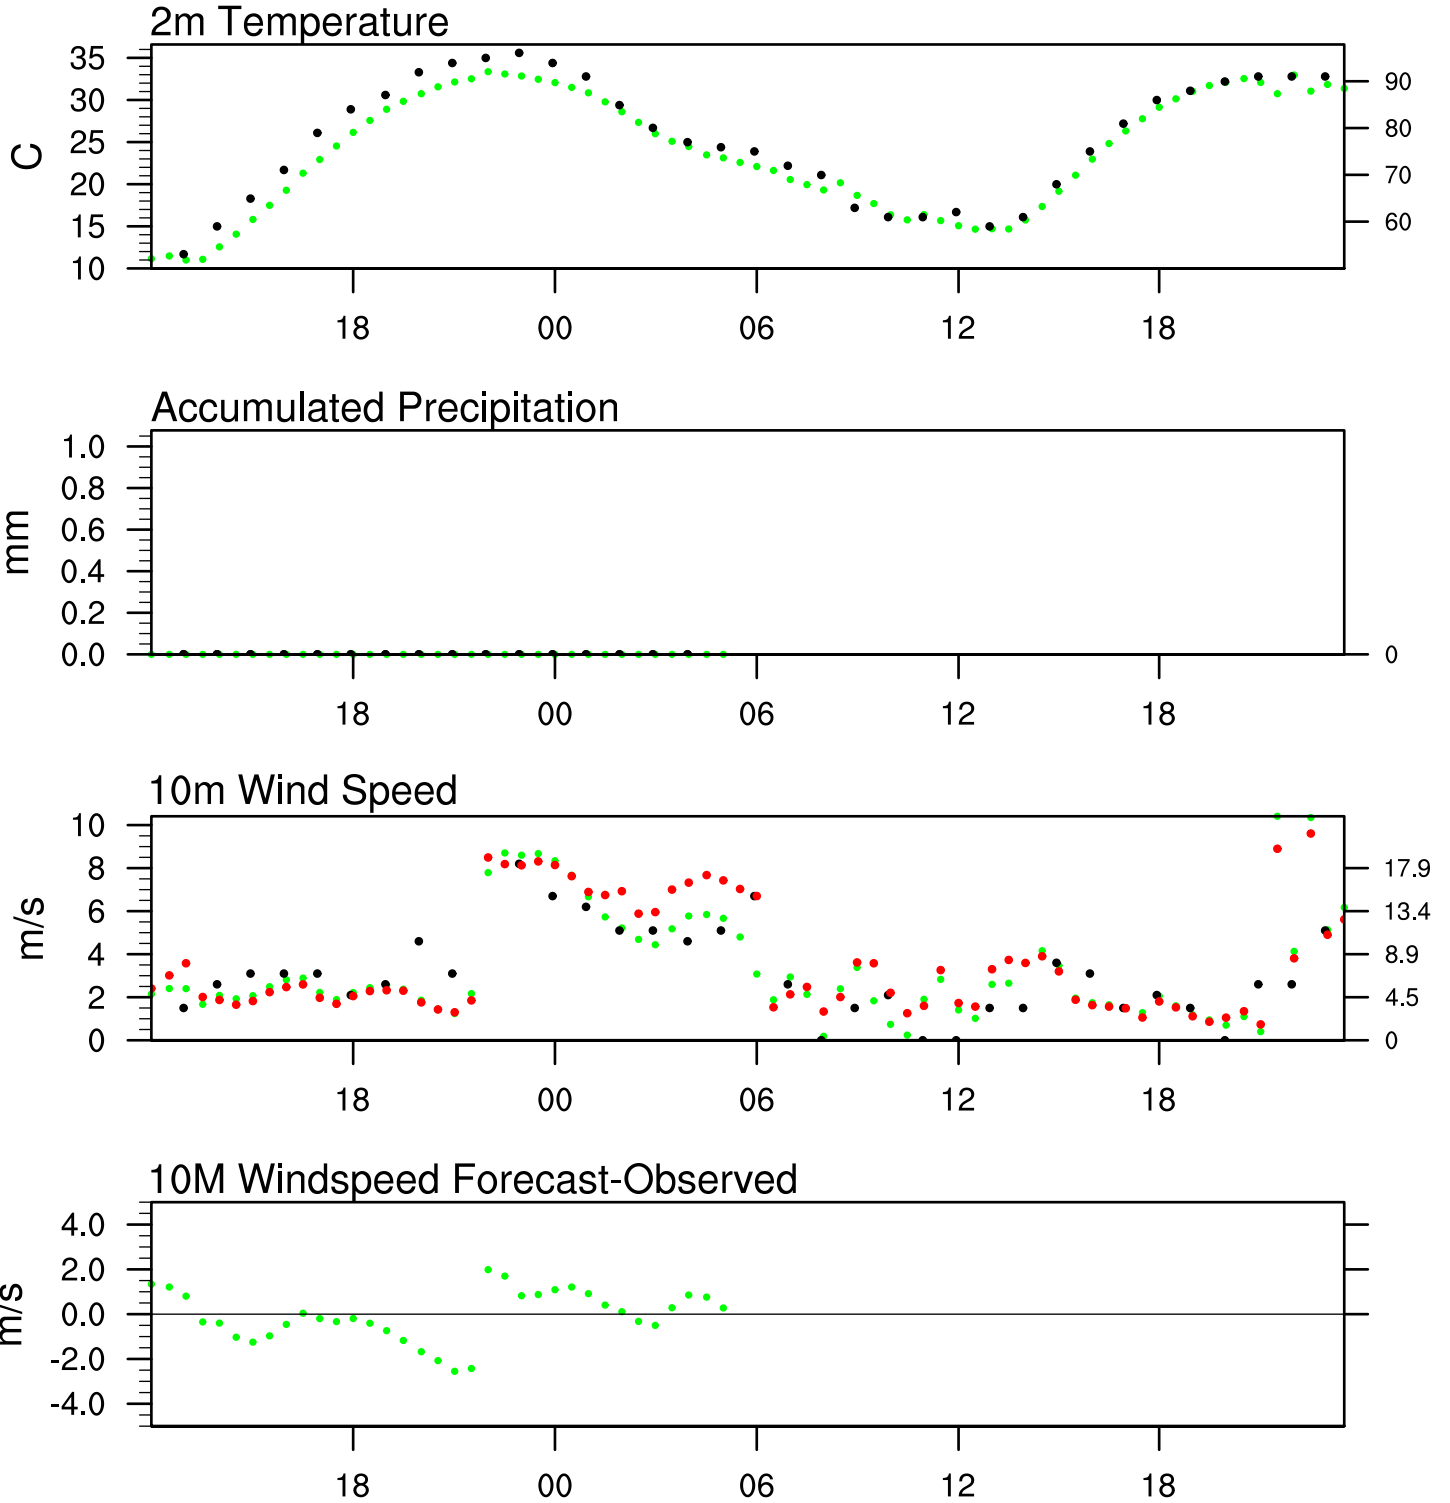 2m Temperature
35
30
25
20
15
10
C
90
80
70
60
18 00 06 12 18
Accumulated Precipitation
1.0
0.8
0.6
0.4
0.2
0.0
mm
0
18 00 06 12 18
10m Wind Speed
10
8
6
4
2
0
m/s
17.9
13.4
8.9
4.5
0
18 00 06 12 18
10M Windspeed Forecast-Observed
4.0
2.0
0.0
-2.0
-4.0
m/s
18 00 06 12 18